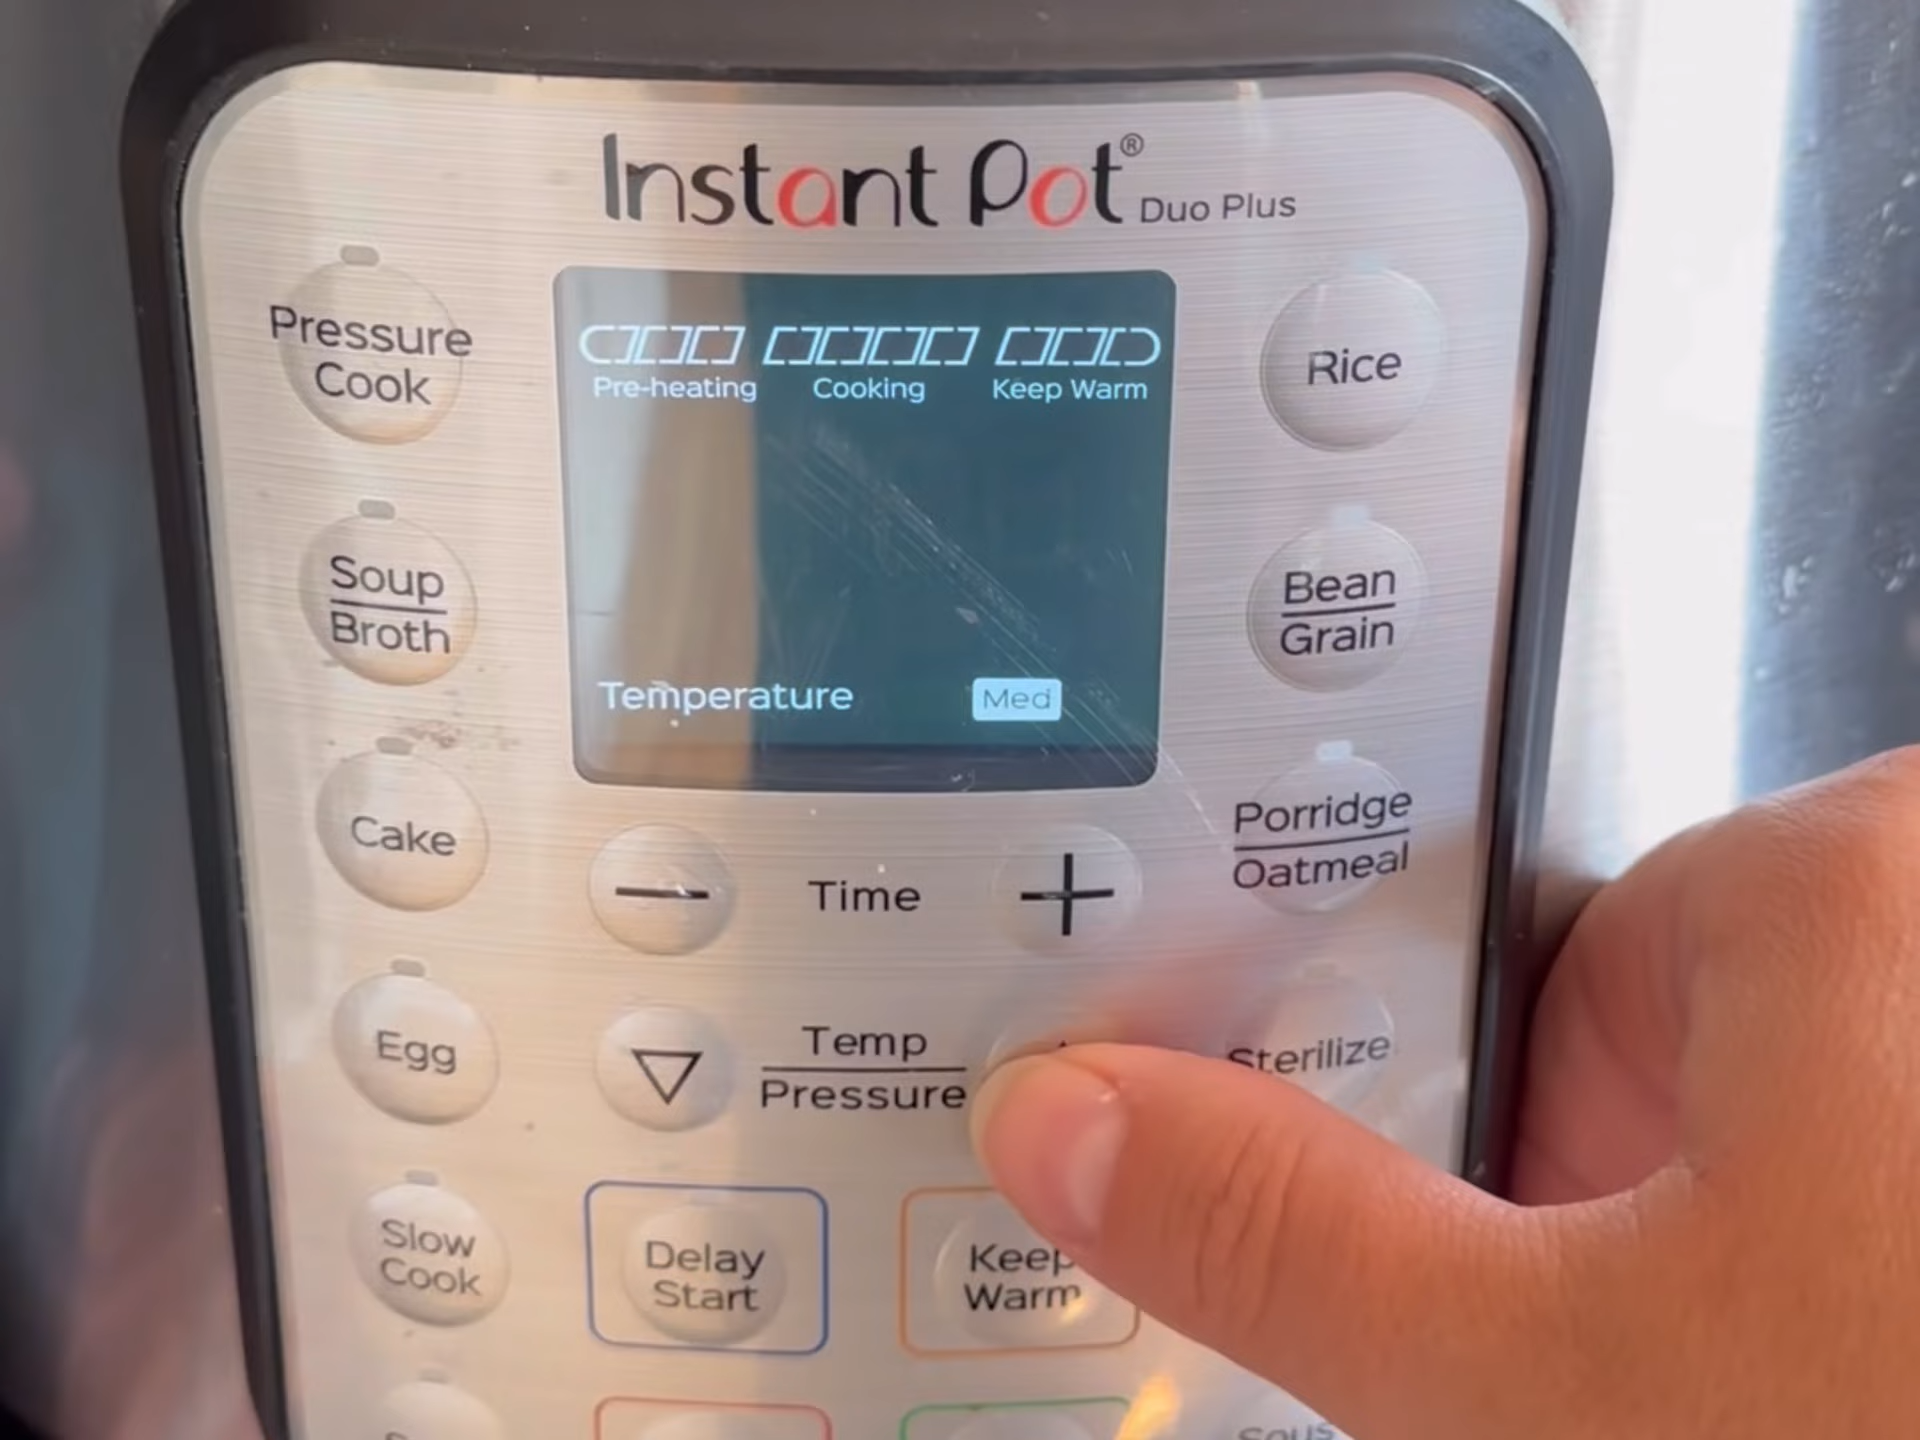 Instant Pot® Duo Plus
Pressure
Cook
Pre-heating
Cooking
Keep Warm
Rice
Soup
Broth
Bean
Grain
Temperature
Med
Cake
Porridge
Oatmeal
— Time +
Egg
Temp
Pressure
Sterilize
Slow
Cook
Delay
Start
Keep
Warm